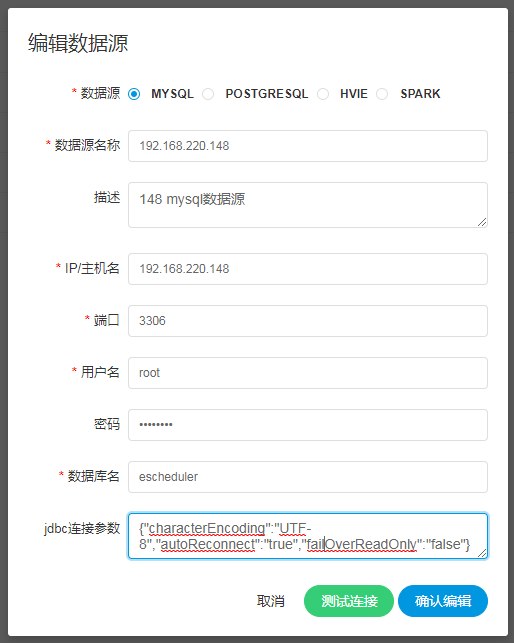 编辑数据源
* 数据源 MYSQL POSTGRESQL HVIE SPARK
* 数据源名称 192.168.220.148
描述 148 mysql数据源
* IP/主机名 192.168.220.148
* 端口 3306
* 用户名 root
密码 ••••••••
* 数据库名 escheduler
jdbc连接参数 {"characterEncoding":"UTF-
8","autoReconnect":"true","failOverReadOnly":"false"}
取消 测试连接 确认编辑